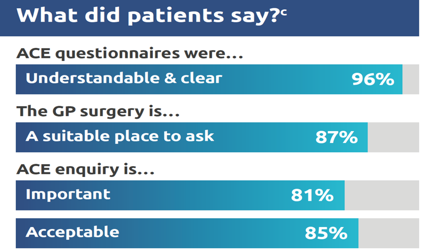 What did patients say?ᶜ
ACE questionnaires were...
Understandable & clear 96%
The GP surgery is...
A suitable place to ask 87%
ACE enquiry is...
Important 81%
Acceptable 85%